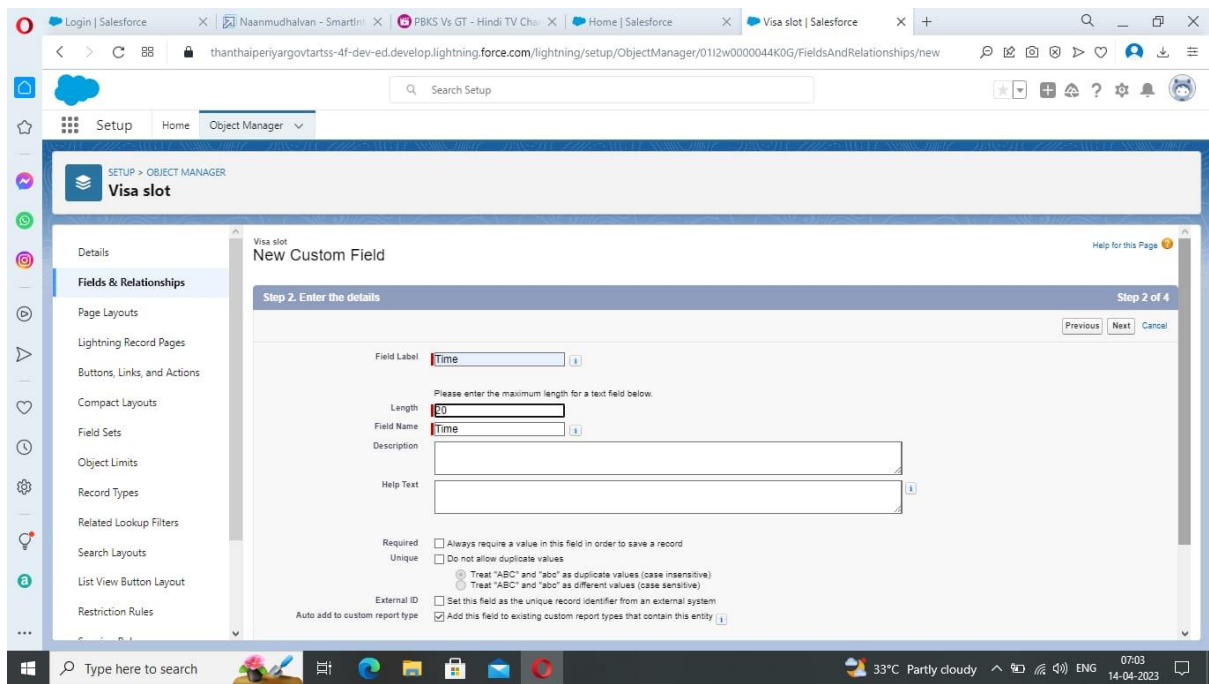 Login | Salesforce
Naanmudhalvan - SmartInt
PBKS Vs GT - Hindi TV Cha
Home | Salesforce
Visa slot | Salesforce
thanthaiperiyargovtartss-4f-dev-ed.develop.lightning.force.com/lightning/setup/ObjectManager/01I2w0000044K0G/FieldsAndRelationships/new
Search Setup
Setup
Home
Object Manager
SETUP > OBJECT MANAGER
Visa slot
Details
Fields & Relationships
Page Layouts
Lightning Record Pages
Buttons, Links, and Actions
Compact Layouts
Field Sets
Object Limits
Record Types
Related Lookup Filters
Search Layouts
List View Button Layout
Restriction Rules
Visa slot
New Custom Field
Help for this Page
Step 2. Enter the details
Step 2 of 4
Previous
Next
Cancel
Field Label
Time
Please enter the maximum length for a text field below.
Length
20
Field Name
Time
Description
Help Text
Required
Always require a value in this field in order to save a record
Unique
Do not allow duplicate values
Treat "ABC" and "abc" as duplicate values (case insensitive)
Treat "ABC" and "abc" as different values (case sensitive)
External ID
Set this field as the unique record identifier from an external system
Auto add to custom report type
Add this field to existing custom report types that contain this entity
Type here to search
33°C Partly cloudy
ENG
07:03
14-04-2023